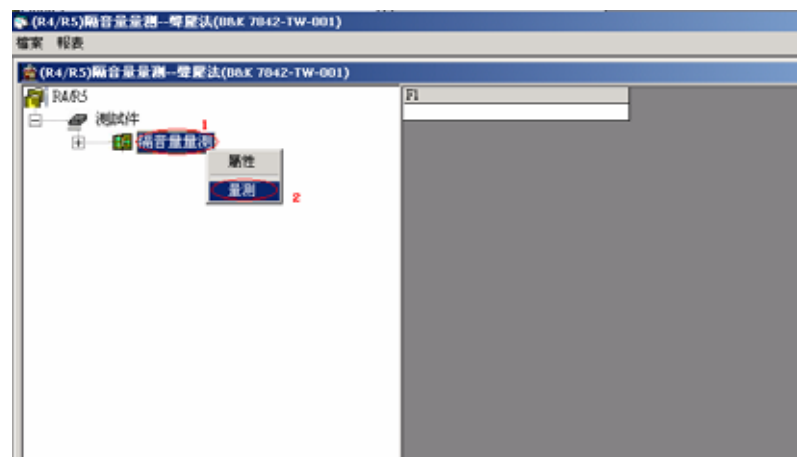 (R4/R5)隔音量量測--聲壓法(B&K 7842-TW-001)
檔案 報表
(R4/R5)隔音量量測--聲壓法(B&K 7842-TW-001)
R4/R5
F1
測試件
1
隔音量量測
屬性
量測
2